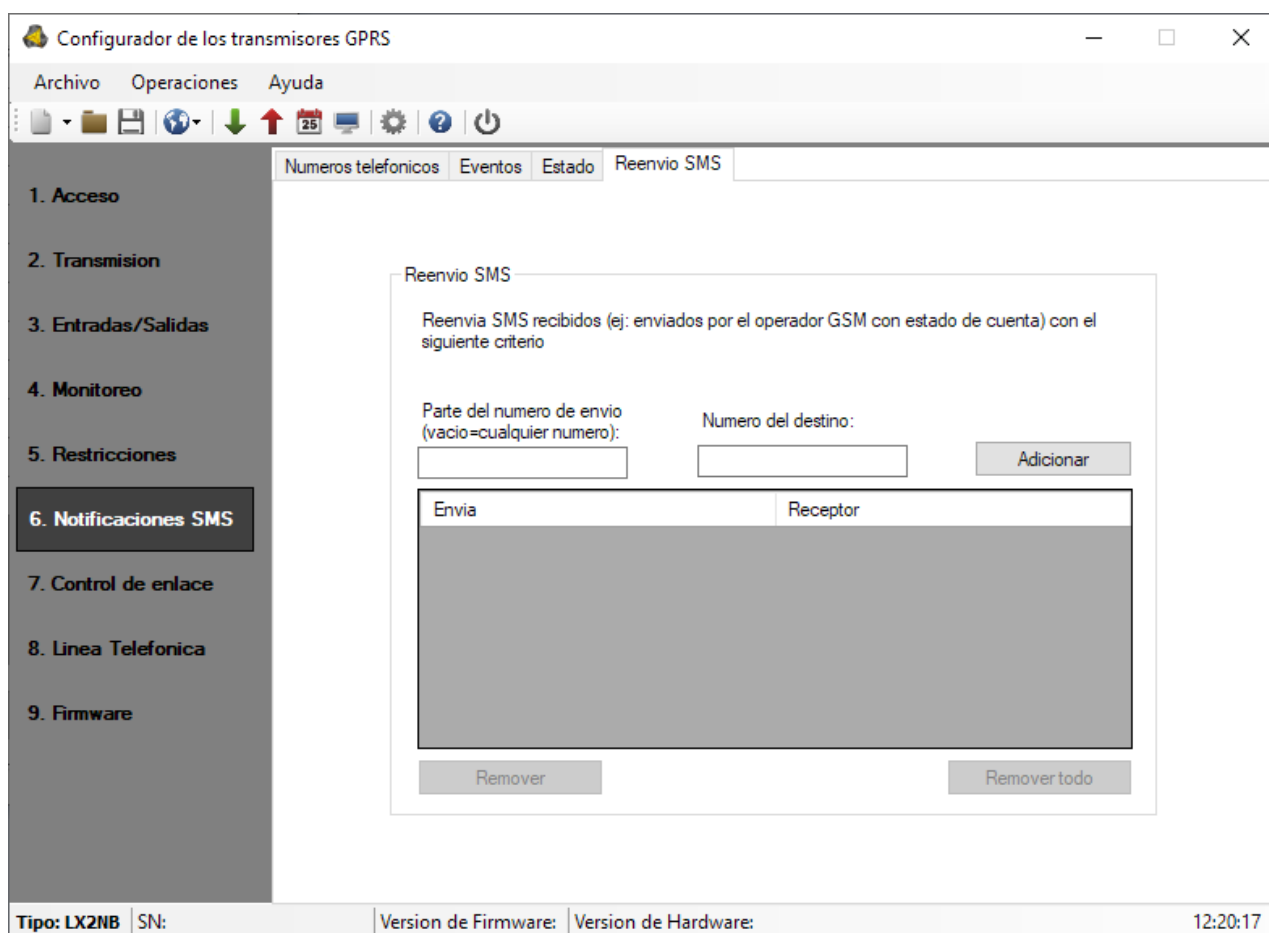 Configurador de los transmisores GPRS
Archivo Operaciones Ayuda
25
Numeros telefonicos Eventos Estado Reenvio SMS
1. Acceso
2. Transmision
3. Entradas/Salidas
4. Monitoreo
5. Restricciones
6. Notificaciones SMS
7. Control de enlace
8. Linea Telefonica
9. Firmware
Reenvio SMS
Reenvia SMS recibidos (ej: enviados por el operador GSM con estado de cuenta) con el
siguiente criterio
Parte del numero de envio
(vacio=cualquier numero):
Numero del destino:
Adicionar
Envia Receptor
Remover Remover todo
Tipo: LX2NB SN: Version de Firmware: Version de Hardware: 12:20:17